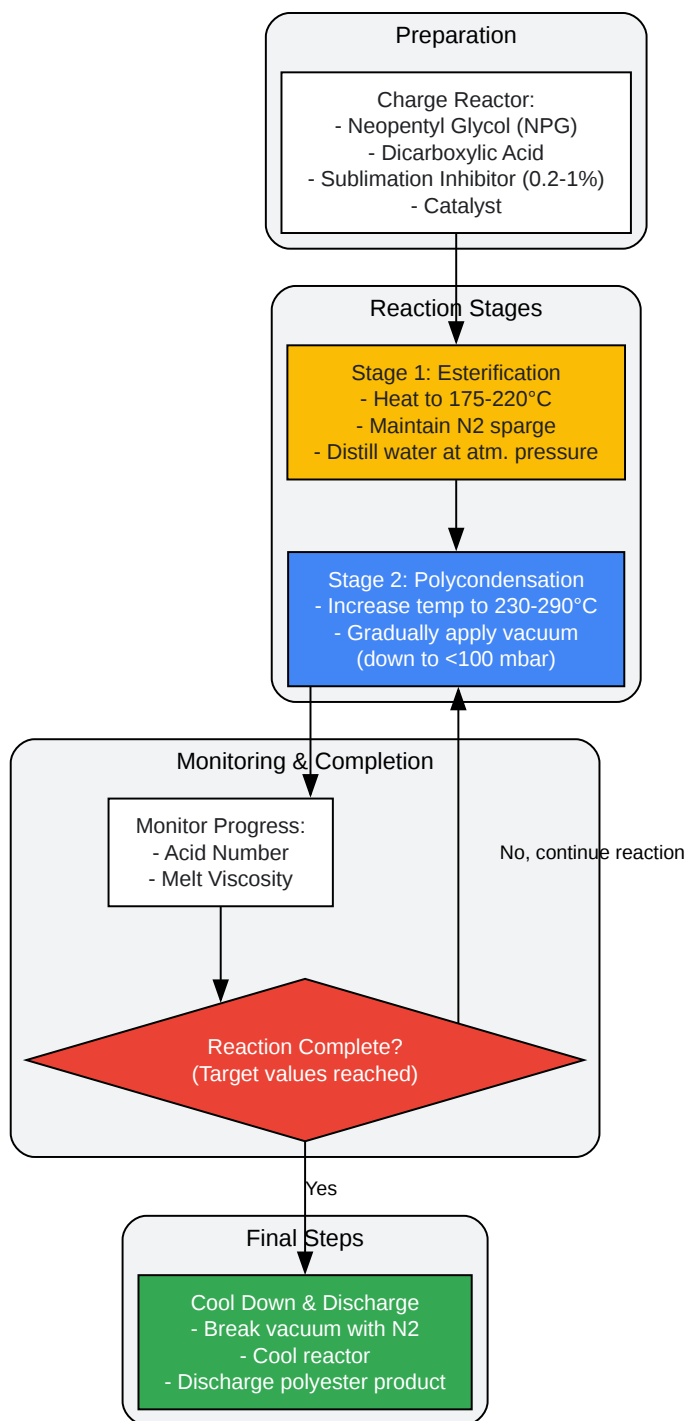 Preparation
Charge Reactor:
- Neopentyl Glycol (NPG)
- Dicarboxylic Acid
- Sublimation Inhibitor (0.2-1%)
- Catalyst
Reaction Stages
Stage 1: Esterification
- Heat to 175-220°C
- Maintain N2 sparge
- Distill water at atm. pressure
Stage 2: Polycondensation
- Increase temp to 230-290°C
- Gradually apply vacuum
(down to <100 mbar)
Monitoring & Completion
Monitor Progress:
- Acid Number
- Melt Viscosity
No, continue reaction
Reaction Complete?
(Target values reached)
Yes
Final Steps
Cool Down & Discharge
- Break vacuum with N2
- Cool reactor
- Discharge polyester product